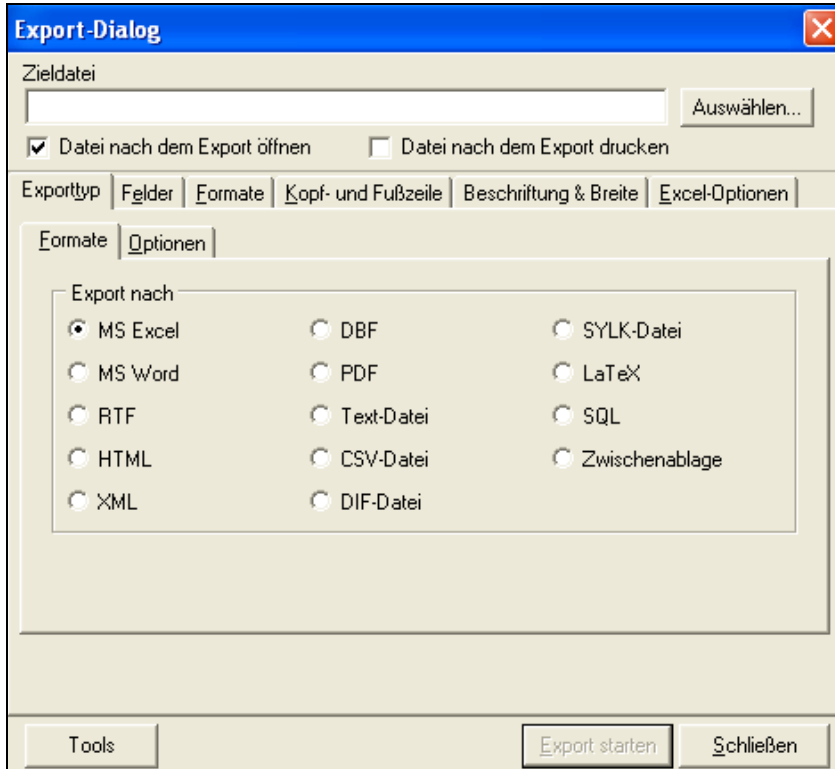 Export-Dialog
Zieldatei
Auswählen...
Datei nach dem Export öffnen Datei nach dem Export drucken
Exporttyp Felder Formate Kopf- und Fußzeile Beschriftung & Breite Excel-Optionen
Formate Optionen
Export nach
MS Excel DBF SYLK-Datei
MS Word PDF LaTeX
RTF Text-Datei SQL
HTML CSV-Datei Zwischenablage
XML DIF-Datei
Tools Export starten Schließen